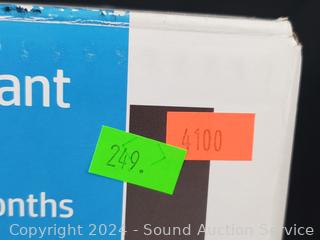 ant
4100
249.
onths
Copyright 2024 - Sound Auction Service